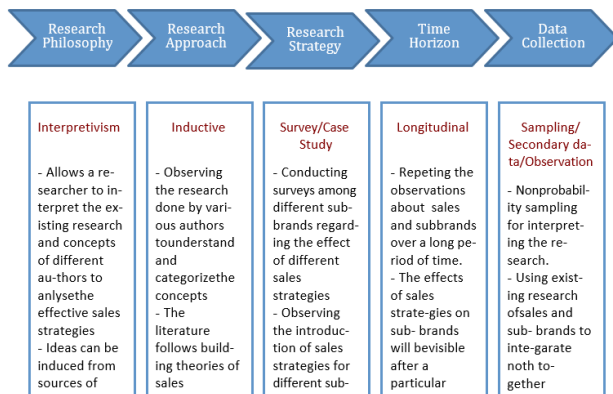 Research
Philosophy
Research
Approach
Research
Strategy
Time
Horizon
Data
Collection
Interpretivism
- Allows a re-
searcher to in-
terpret the ex-
isting research
and concepts
of different
au-thors to
anlysethe
effective sales
strategies
- Ideas can be
induced from
sources of
Inductive
- Observing
the research
done by vari-
ous authors
tounderstand
and
categorizethe
concepts
- The
literature
follows build-
ing theories of
sales
Survey/Case
Study
- Conducting
surveys among
different sub-
brands regard-
ing the effect
of different
sales
strategies
- Observing
the introduc-
tion of sales
strategies for
different sub-
Longitudinal
- Repeting the
observations
about sales
and subbrands
over a long pe-
riod of time.
- The effects
of sales
strate-gies on
sub- brands
will bevisible
after a
particular
Sampling/
Secondary da-
ta/Observation
- Nonprobabil-
ity sampling
for interpret-
ing the re-
search.
- Using exist-
ing research
ofsales and
sub- brands to
inte-garate
noth to-
gether